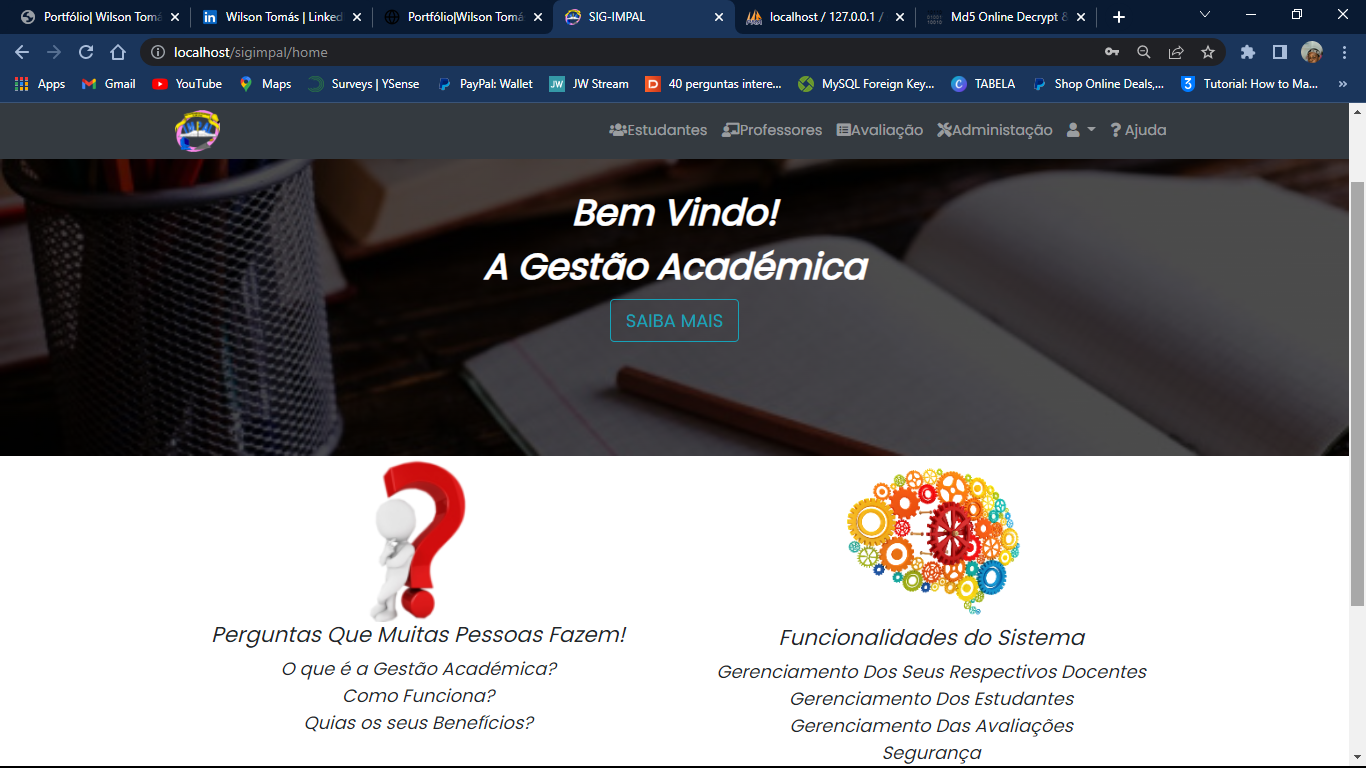 Portfólio| Wilson Tomá
Wilson Tomás | Linked
Portfólio|Wilson Tomá
SIG-IMPAL
localhost / 127.0.0.1 /
Md5 Online Decrypt &
localhost/sigimpal/home
Apps
Gmail
YouTube
Maps
Surveys | YSense
PayPal: Wallet
JW Stream
40 perguntas intere...
MySQL Foreign Key...
TABELA
Shop Online Deals,...
Tutorial: How to Ma...
Estudantes
Professores
Avaliação
Administação
Ajuda
Bem Vindo!
A Gestão Académica
SAIBA MAIS
Perguntas Que Muitas Pessoas Fazem!
O que é a Gestão Académica?
Como Funciona?
Quias os seus Benefícios?
Funcionalidades do Sistema
Gerenciamento Dos Seus Respectivos Docentes
Gerenciamento Dos Estudantes
Gerenciamento Das Avaliações
Segurança